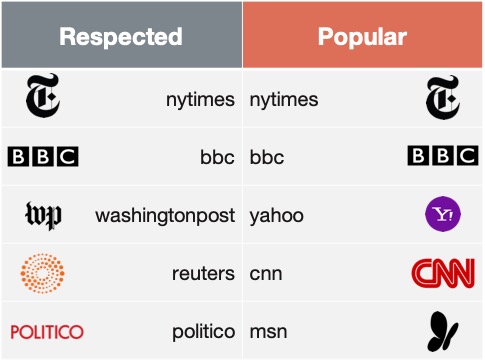 Respected Popular
T nytimes nytimes T
BBC bbc bbc BBC
wp washingtonpost yahoo Y!
reuters cnn CNN
POLITICO politico msn